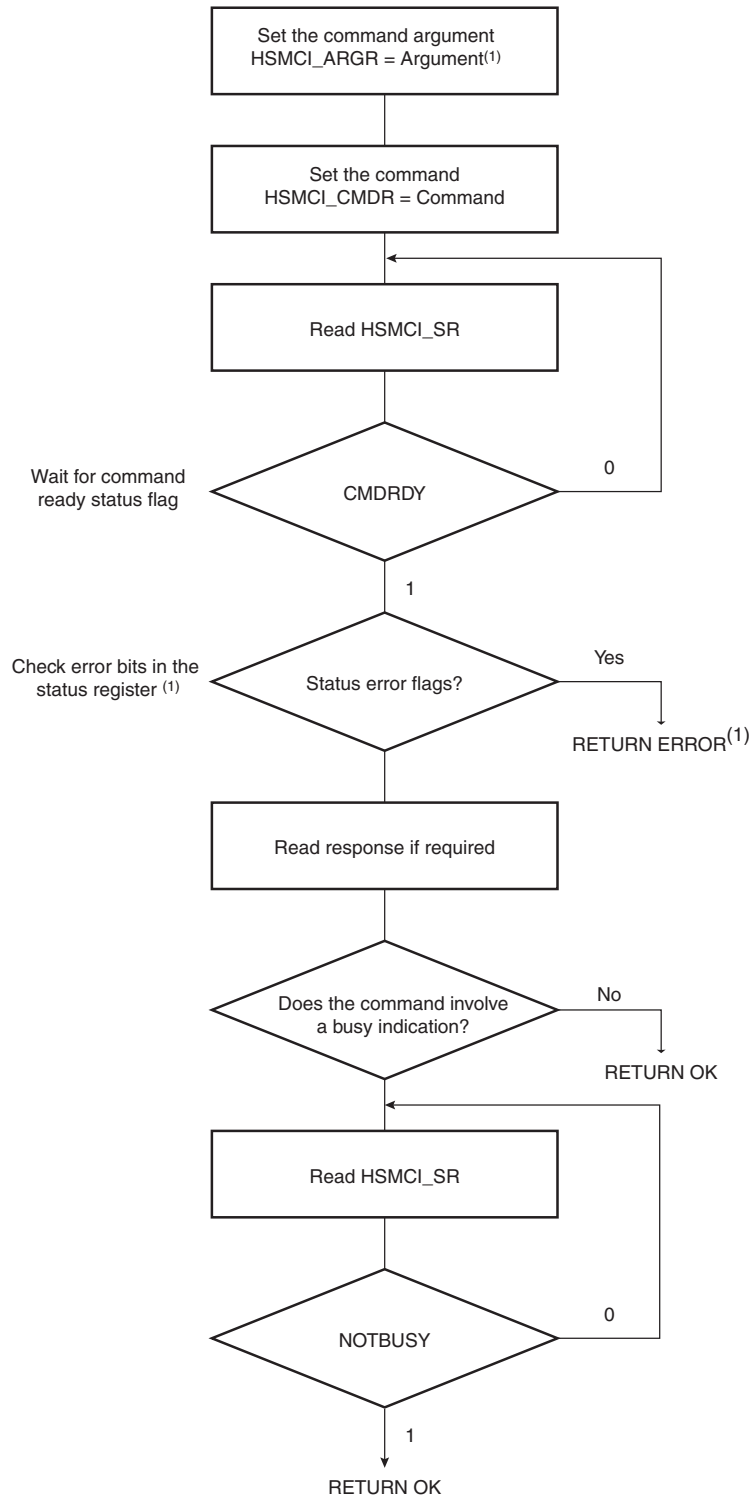 Set the command argument
HSMCI_ARGR = Argument(1)
Set the command
HSMCI_CMDR = Command
Read HSMCI_SR
Wait for command
ready status flag
CMDRDY
0
1
Check error bits in the
status register (1)
Status error flags?
Yes
RETURN ERROR(1)
Read response if required
Does the command involve
a busy indication?
No
RETURN OK
Read HSMCI_SR
NOTBUSY
0
1
RETURN OK